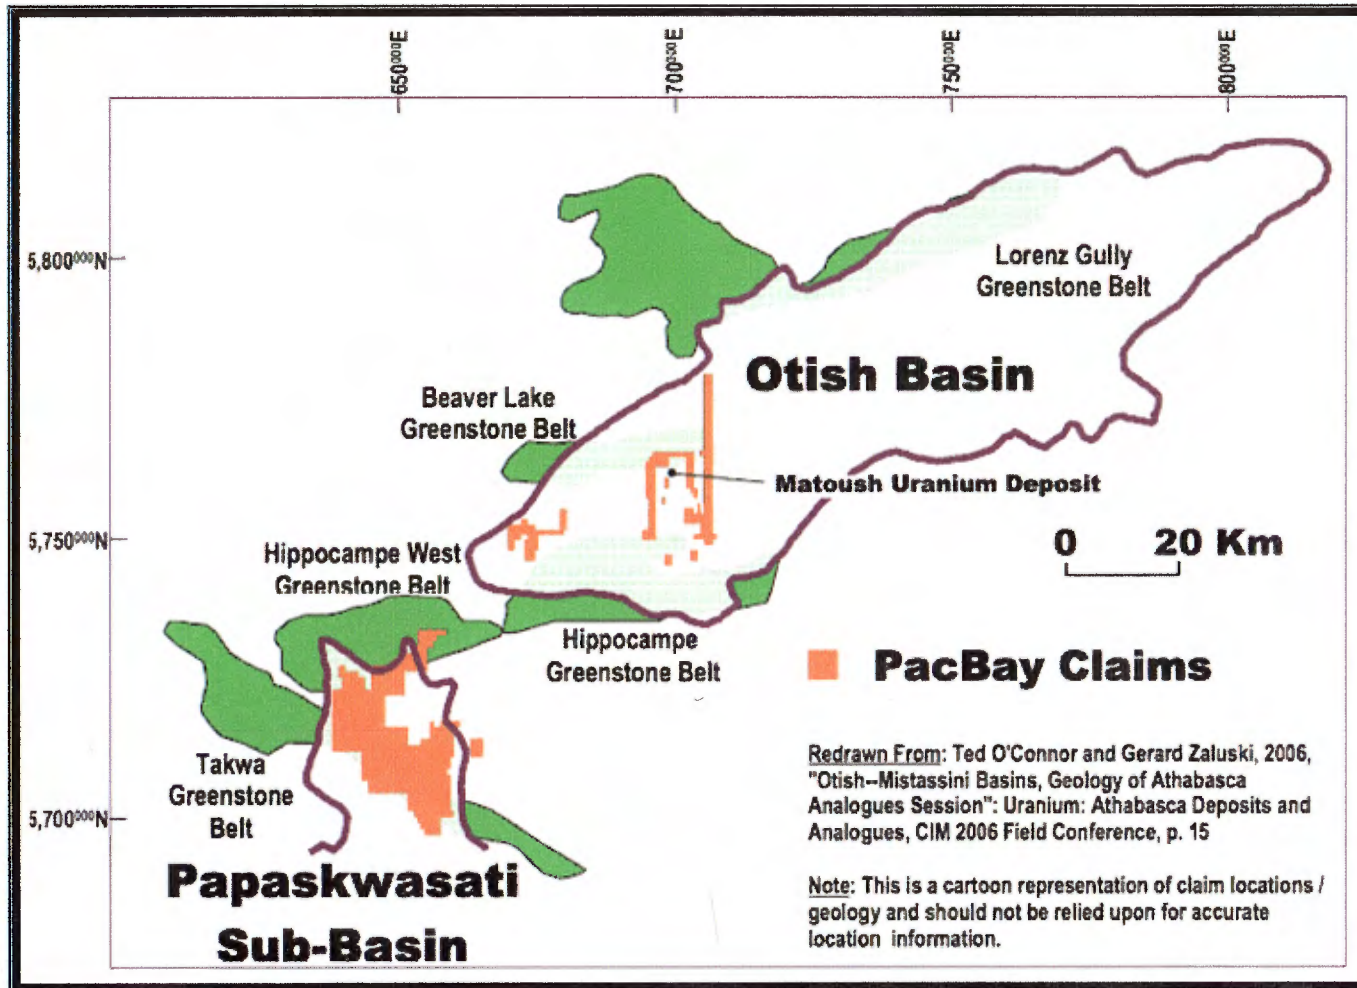 650000E
700000E
750000E
800000E
5,800000N
Lorenz Gully
Greenstone Belt
Otish Basin
Beaver Lake
Greenstone Belt
Matoush Uranium Deposit
5,750000N
0 20 Km
Hippocampe West
Greenstone Belt
Hippocampe
Greenstone Belt
PacBay Claims
Takwa
Greenstone
Belt
5,700000N
Redrawn From: Ted O'Connor and Gerard Zaluski, 2006,
"Otish--Mistassini Basins, Geology of Athabasca
Analogues Session": Uranium: Athabasca Deposits and
Analogues, CIM 2006 Field Conference, p. 15
Papaskwasati
Sub-Basin
Note: This is a cartoon representation of claim locations /
geology and should not be relied upon for accurate
location information.